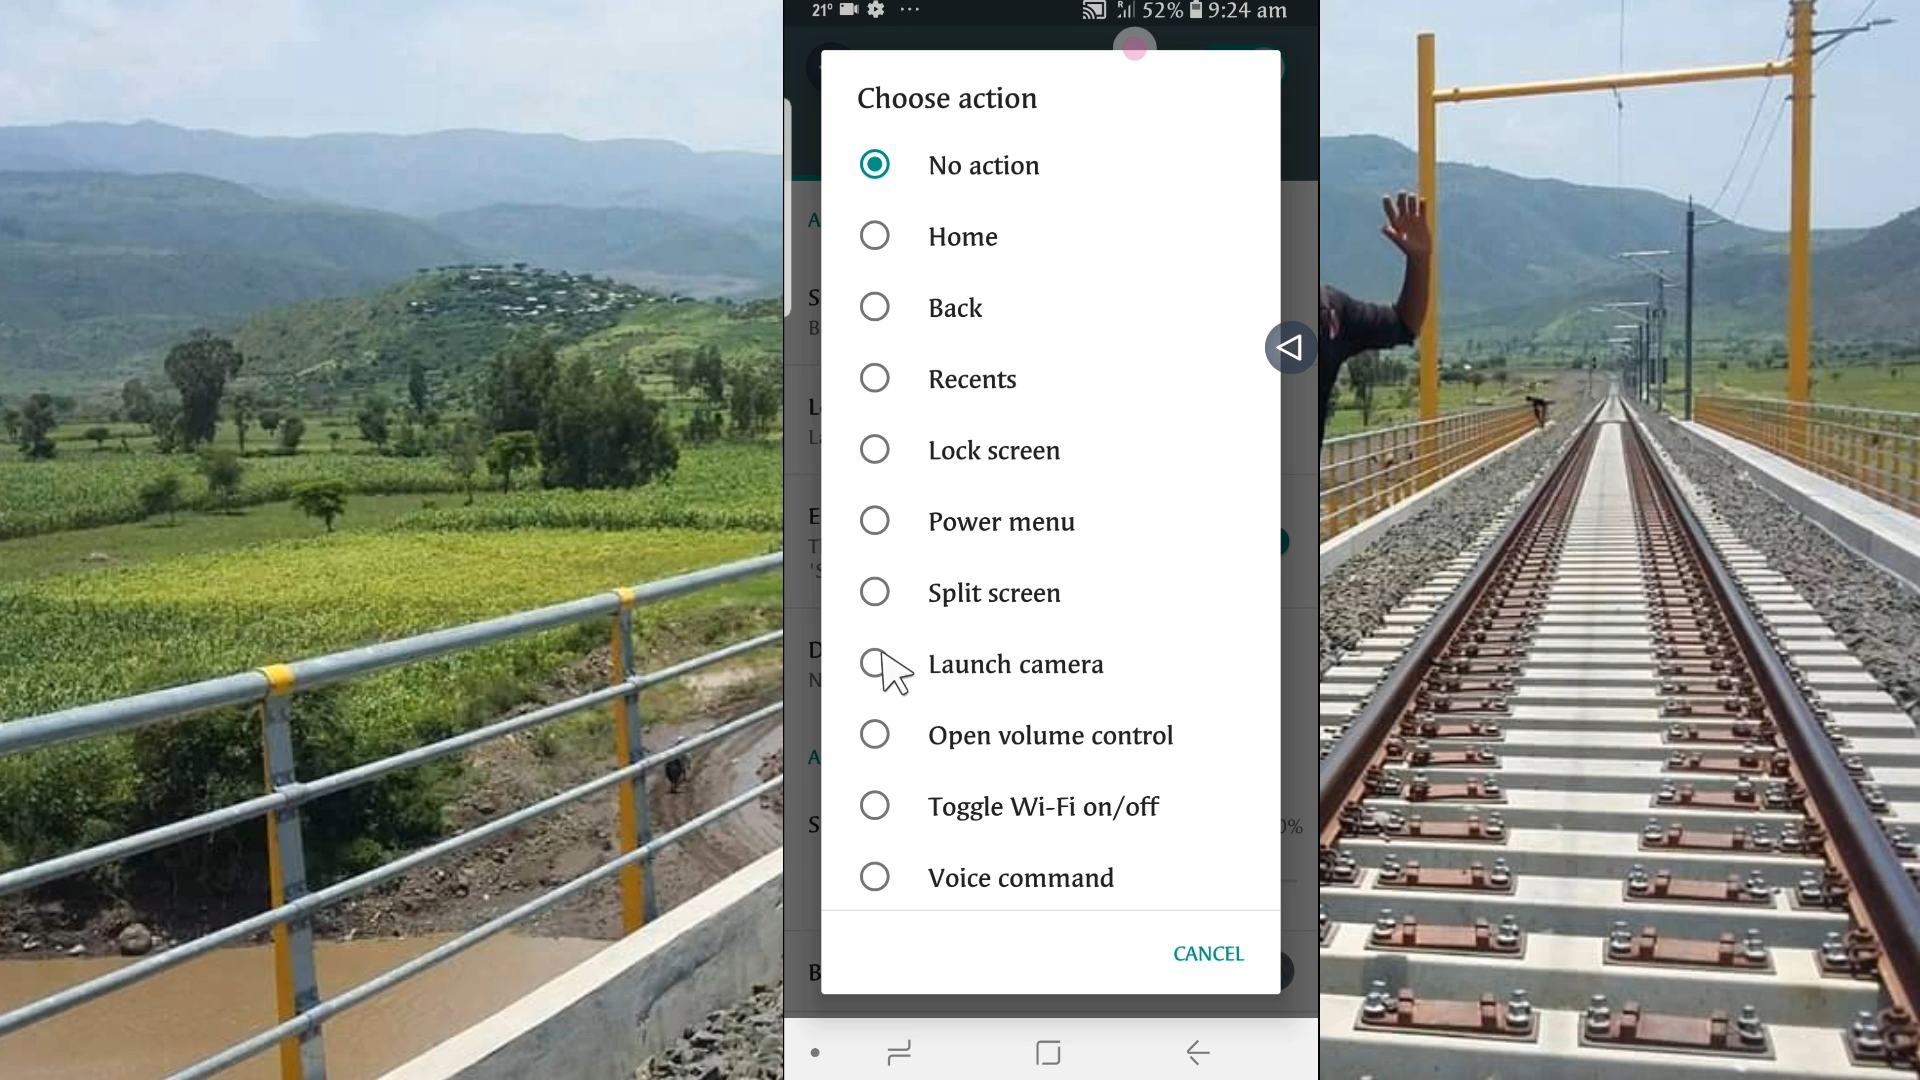 21°
52%
9:24 am
Choose action
No action
Home
Back
Recents
Lock screen
Power menu
Split screen
Launch camera
Open volume control
Toggle Wi-Fi on/off
Voice command
CANCEL